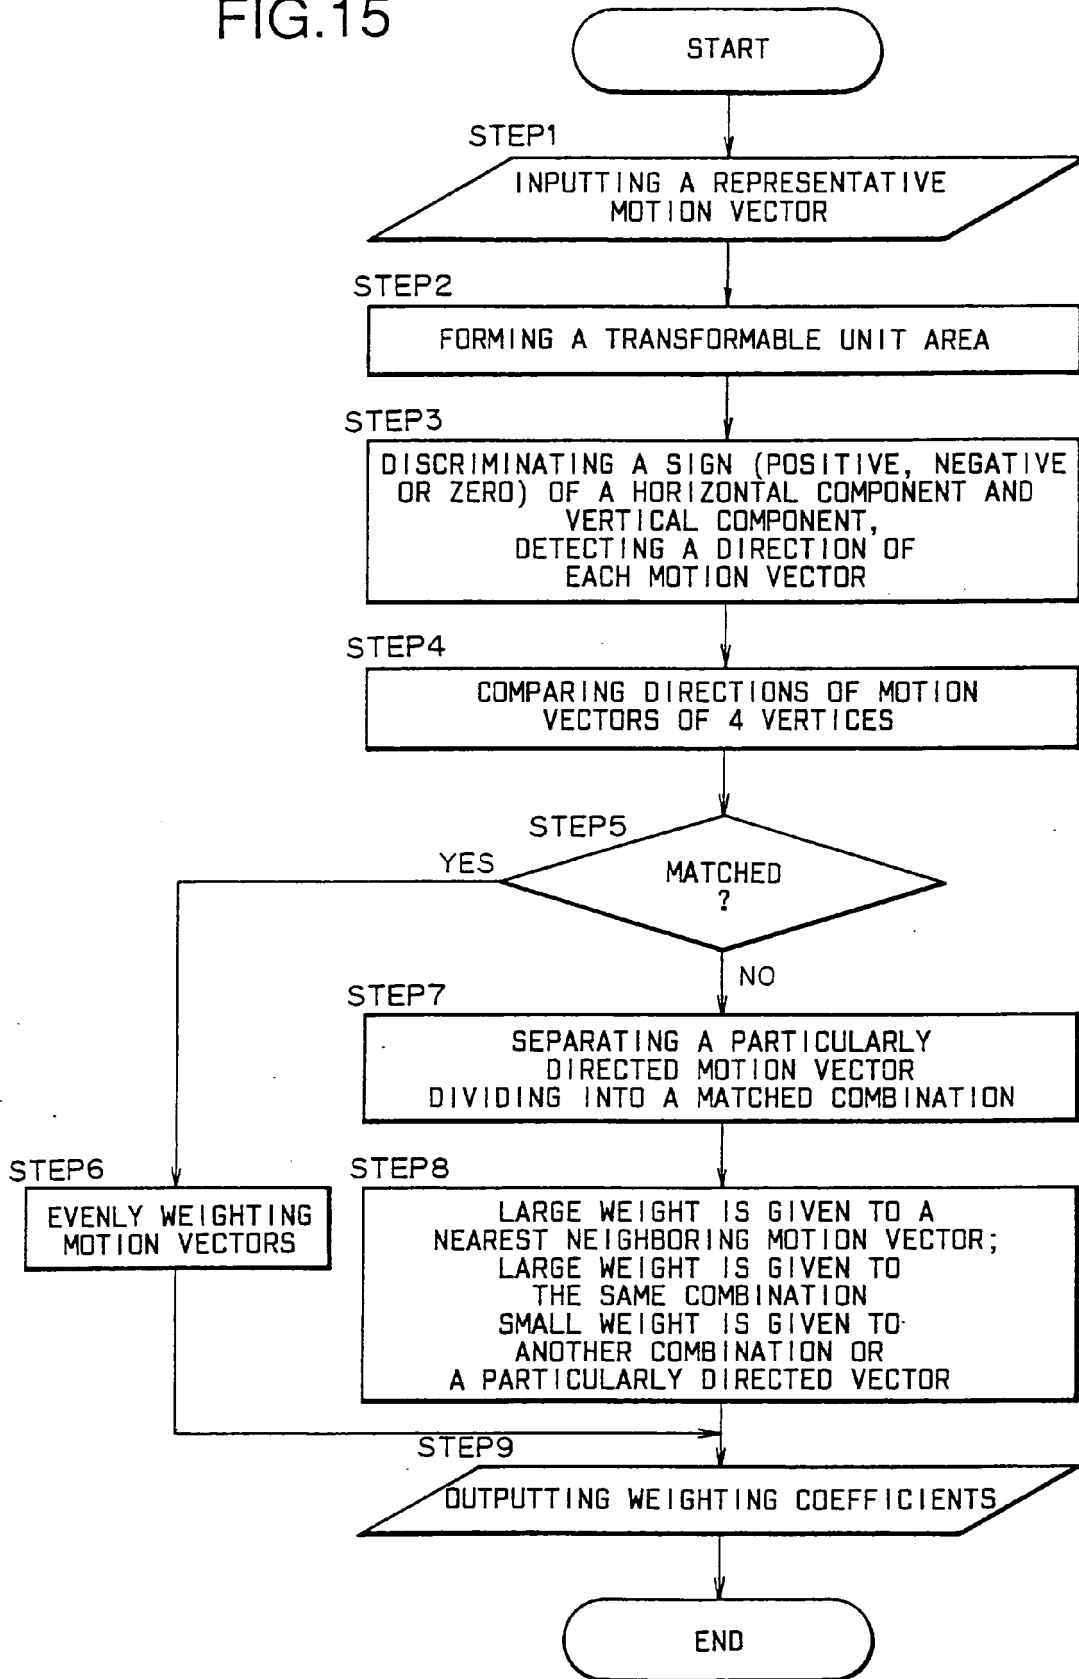 FIG.15
START
STEP1
INPUTTING A REPRESENTATIVE
MOTION VECTOR
STEP2
FORMING A TRANSFORMABLE UNIT AREA
STEP3
DISCRIMINATING A SIGN (POSITIVE, NEGATIVE
OR ZERO) OF A HORIZONTAL COMPONENT AND
VERTICAL COMPONENT,
DETECTING A DIRECTION OF
EACH MOTION VECTOR
STEP4
COMPARING DIRECTIONS OF MOTION
VECTORS OF 4 VERTICES
STEP5
YES
MATCHED
?
NO
STEP7
SEPARATING A PARTICULARLY
DIRECTED MOTION VECTOR
DIVIDING INTO A MATCHED COMBINATION
STEP6
EVENLY WEIGHTING
MOTION VECTORS
STEP8
LARGE WEIGHT IS GIVEN TO A
NEAREST NEIGHBORING MOTION VECTOR;
LARGE WEIGHT IS GIVEN TO
THE SAME COMBINATION
SMALL WEIGHT IS GIVEN TO
ANOTHER COMBINATION OR
A PARTICULARLY DIRECTED VECTOR
STEP9
OUTPUTTING WEIGHTING COEFFICIENTS
END